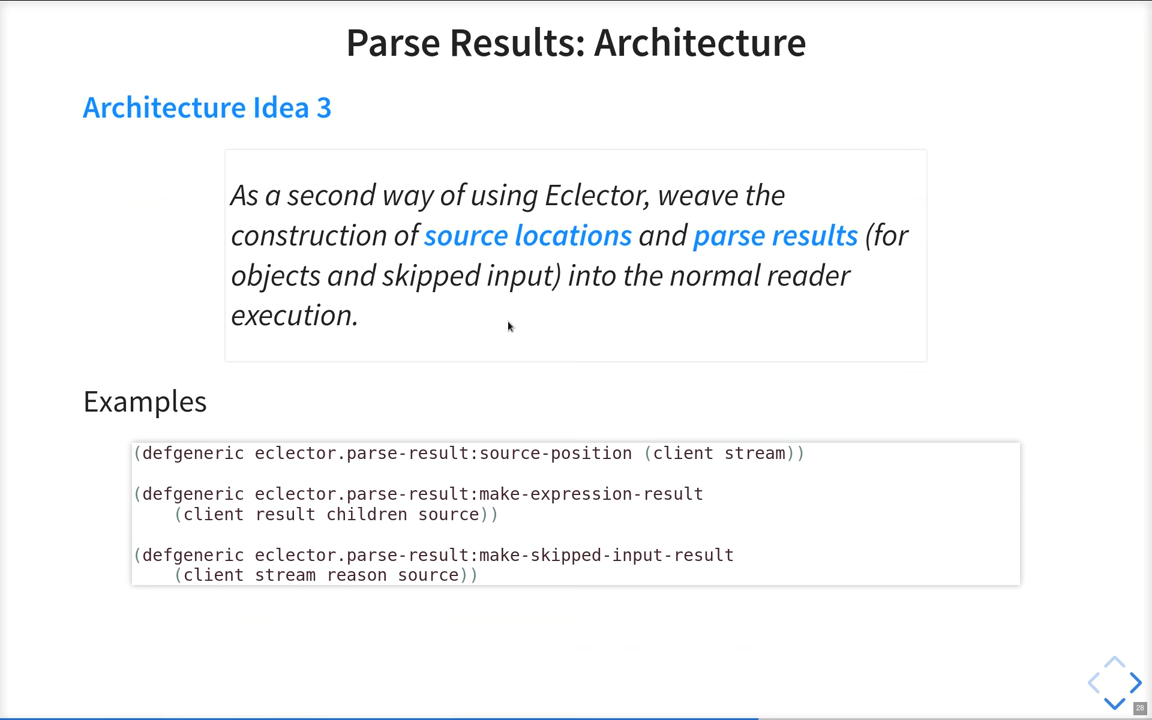 Parse Results: Architecture
Architecture Idea 3
As a second way of using Eclector, weave the
construction of source locations and parse results (for
objects and skipped input) into the normal reader
execution.
Examples
(defgeneric eclector.parse-result:source-position (client stream))
(defgeneric eclector.parse-result:make-expression-result
(client result children source))
(defgeneric eclector.parse-result:make-skipped-input-result
(client stream reason source))
28